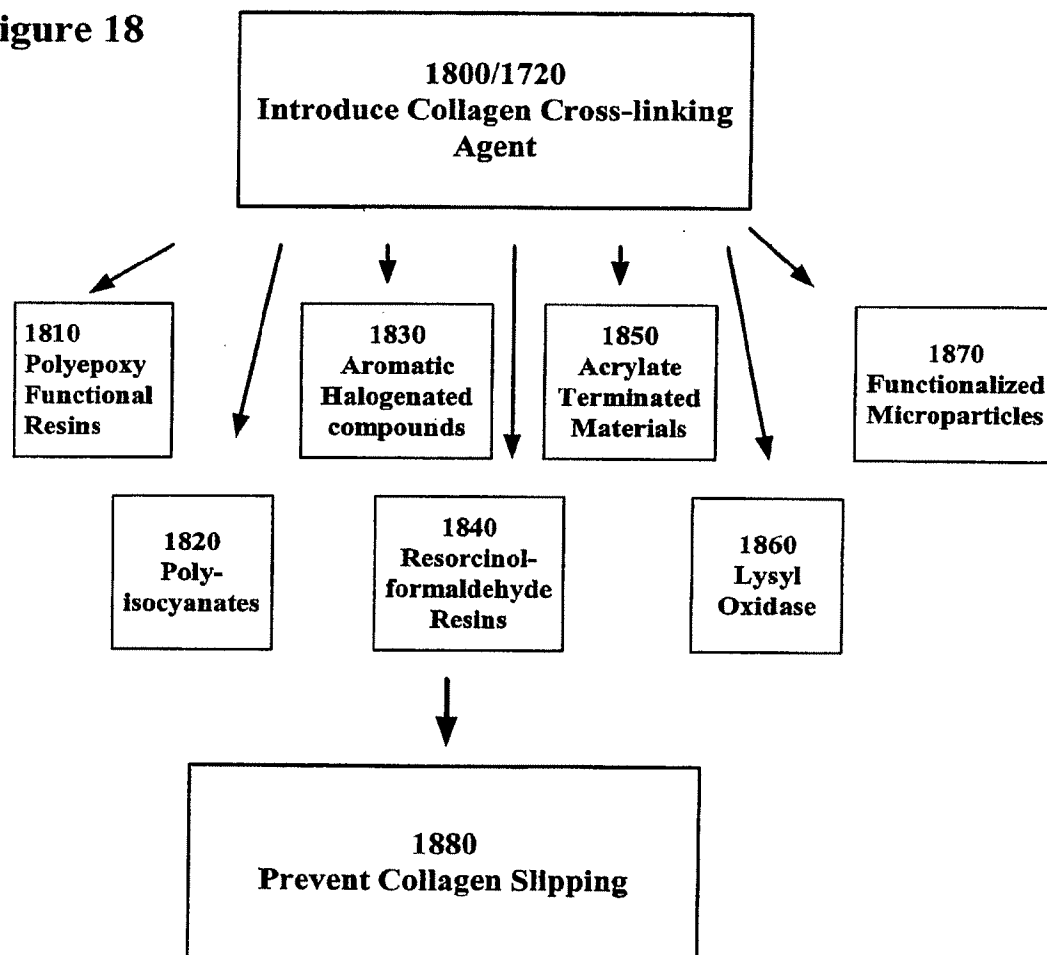 igure 18
1800/1720
Introduce Collagen Cross-linking
Agent
1810
Polyepoxy
Functional
Resins
1830
Aromatic
Halogenated
compounds
1850
Acrylate
Terminated
Materials
1870
Functionalized
Microparticles
1820
Poly-
isocyanates
1840
Resorcinol-
formaldehyde
Resins
1860
Lysyl
Oxidase
1880
Prevent Collagen Slipping